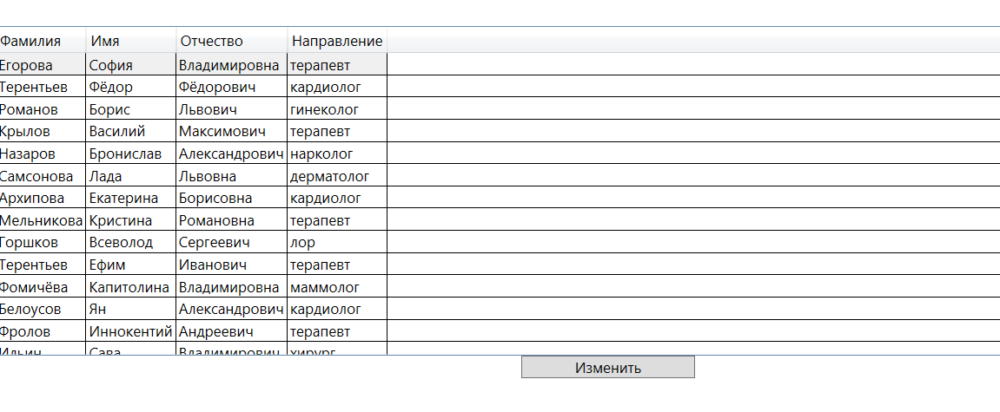 Фамилия Имя Отчество Направление
Егорова София Владимировна терапевт
Терентьев Фёдор Фёдорович кардиолог
Романов Борис Львович гинеколог
Крылов Василий Максимович терапевт
Назаров Бронислав Александрович нарколог
Самсонова Лада Львовна дерматолог
Архипова Екатерина Борисовна кардиолог
Мельникова Кристина Романовна терапевт
Горшков Всеволод Сергеевич лор
Терентьев Ефим Иванович терапевт
Фомичёва Капитолина Владимировна маммолог
Белоусов Ян Александрович кардиолог
Фролов Иннокентий Андреевич терапевт
Ильин Сава Владимирович хирург
Изменить